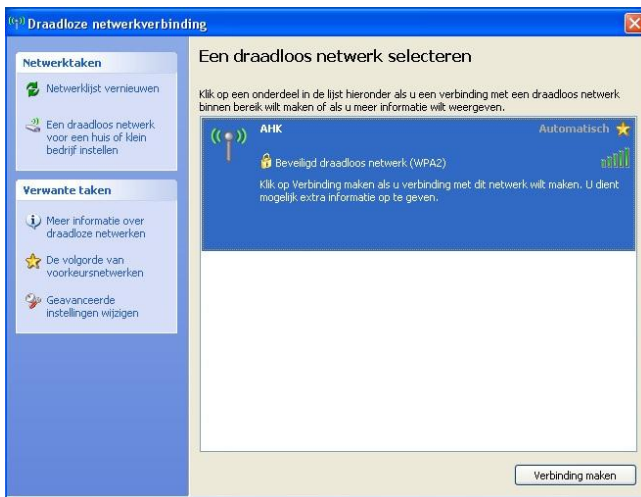 Draadloze netwerkverbinding
Netwerktaken
Netwerklijst vernieuwen
Een draadloos netwerk
voor een huis of klein
bedrijf instellen
Verwante taken
Meer informatie over
draadloze netwerken
De volgorde van
voorkeursnetwerken
Geavanceerde
instellingen wijzigen
Een draadloos netwerk selecteren
Klik op een onderdeel in de lijst hieronder als u een verbinding met een draadloos netwerk
binnen bereik wilt maken of als u meer informatie wilt weergeven.
AHK
Automatisch
Beveiligd draadloos netwerk (WPA2)
Klik op Verbinding maken als u verbinding met dit netwerk wilt maken. U dient
mogelijk extra informatie op te geven.
Verbinding maken